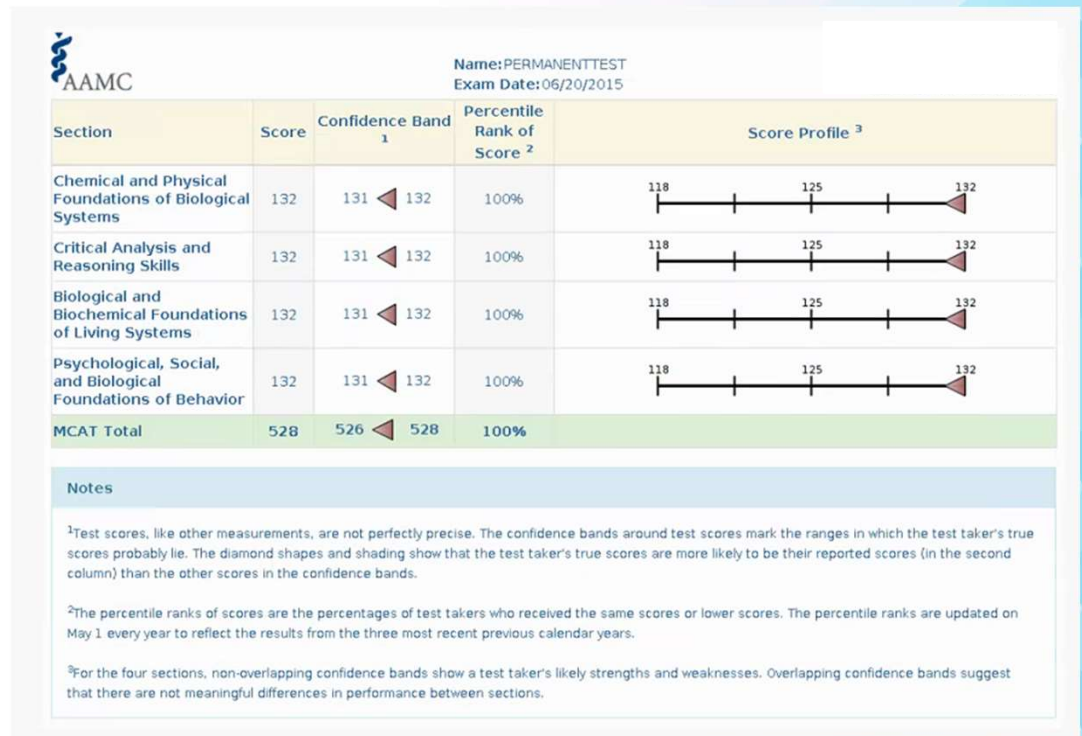 AAMC
Name:PERMANENTTEST
Exam Date:06/20/2015
Section Score Confidence Band 1 Percentile Rank of Score 2 Score Profile 3
Chemical and Physical
Foundations of Biological
Systems
132 131 132 100% 118 125 132
Critical Analysis and
Reasoning Skills
132 131 132 100% 118 125 132
Biological and
Biochemical Foundations
of Living Systems
132 131 132 100% 118 125 132
Psychological, Social,
and Biological
Foundations of Behavior
132 131 132 100% 118 125 132
MCAT Total 528 526 528 100%
Notes
1Test scores, like other measurements, are not perfectly precise. The confidence bands around test scores mark the ranges in which the test taker's true
scores probably lie. The diamond shapes and shading show that the test taker's true scores are more likely to be their reported scores (in the second
column) than the other scores in the confidence bands.
2The percentile ranks of scores are the percentages of test takers who received the same scores or lower scores. The percentile ranks are updated on
May 1 every year to reflect the results from the three most recent previous calendar years.
3For the four sections, non-overlapping confidence bands show a test taker's likely strengths and weaknesses. Overlapping confidence bands suggest
that there are not meaningful differences in performance between sections.